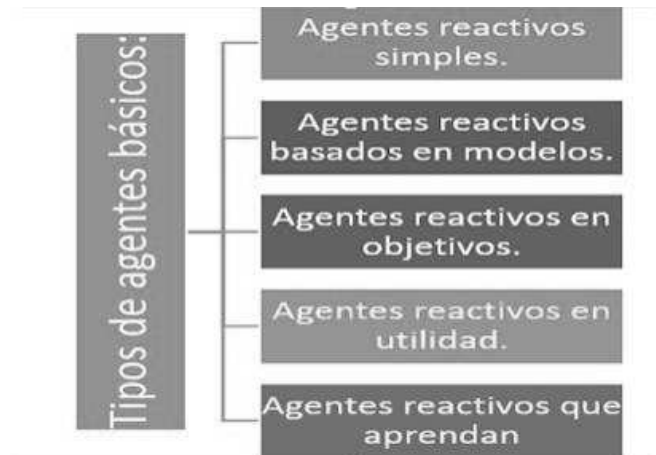 Tipos de agentes básicos:
Agentes reactivos
simples.
Agentes reactivos
basados en modelos.
Agentes reactivos en
objetivos.
Agentes reactivos en
utilidad.
Agentes reactivos que
aprendan